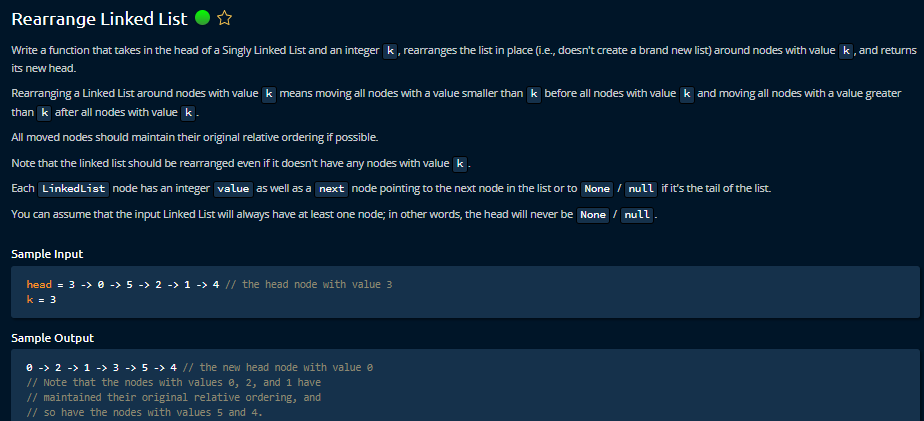 Rearrange Linked List
Write a function that takes in the head of a Singly Linked List and an integer k, rearranges the list in place (i.e., doesn't create a brand new list) around nodes with value k, and returns
its new head.
Rearranging a Linked List around nodes with value k means moving all nodes with a value smaller than k before all nodes with value k and moving all nodes with a value greater
than k after all nodes with value k.
All moved nodes should maintain their original relative ordering if possible.
Note that the linked list should be rearranged even if it doesn't have any nodes with value k.
Each LinkedList node has an integer value as well as a next node pointing to the next node in the list or to None / null if it's the tail of the list.
You can assume that the input Linked List will always have at least one node; in other words, the head will never be None / null.
Sample Input
head = 3 -> 0 -> 5 -> 2 -> 1 -> 4 // the head node with value 3
k = 3
Sample Output
0 -> 2 -> 1 -> 3 -> 5 -> 4 // the new head node with value 0
// Note that the nodes with values 0, 2, and 1 have
// maintained their original relative ordering, and
// so have the nodes with values 5 and 4.